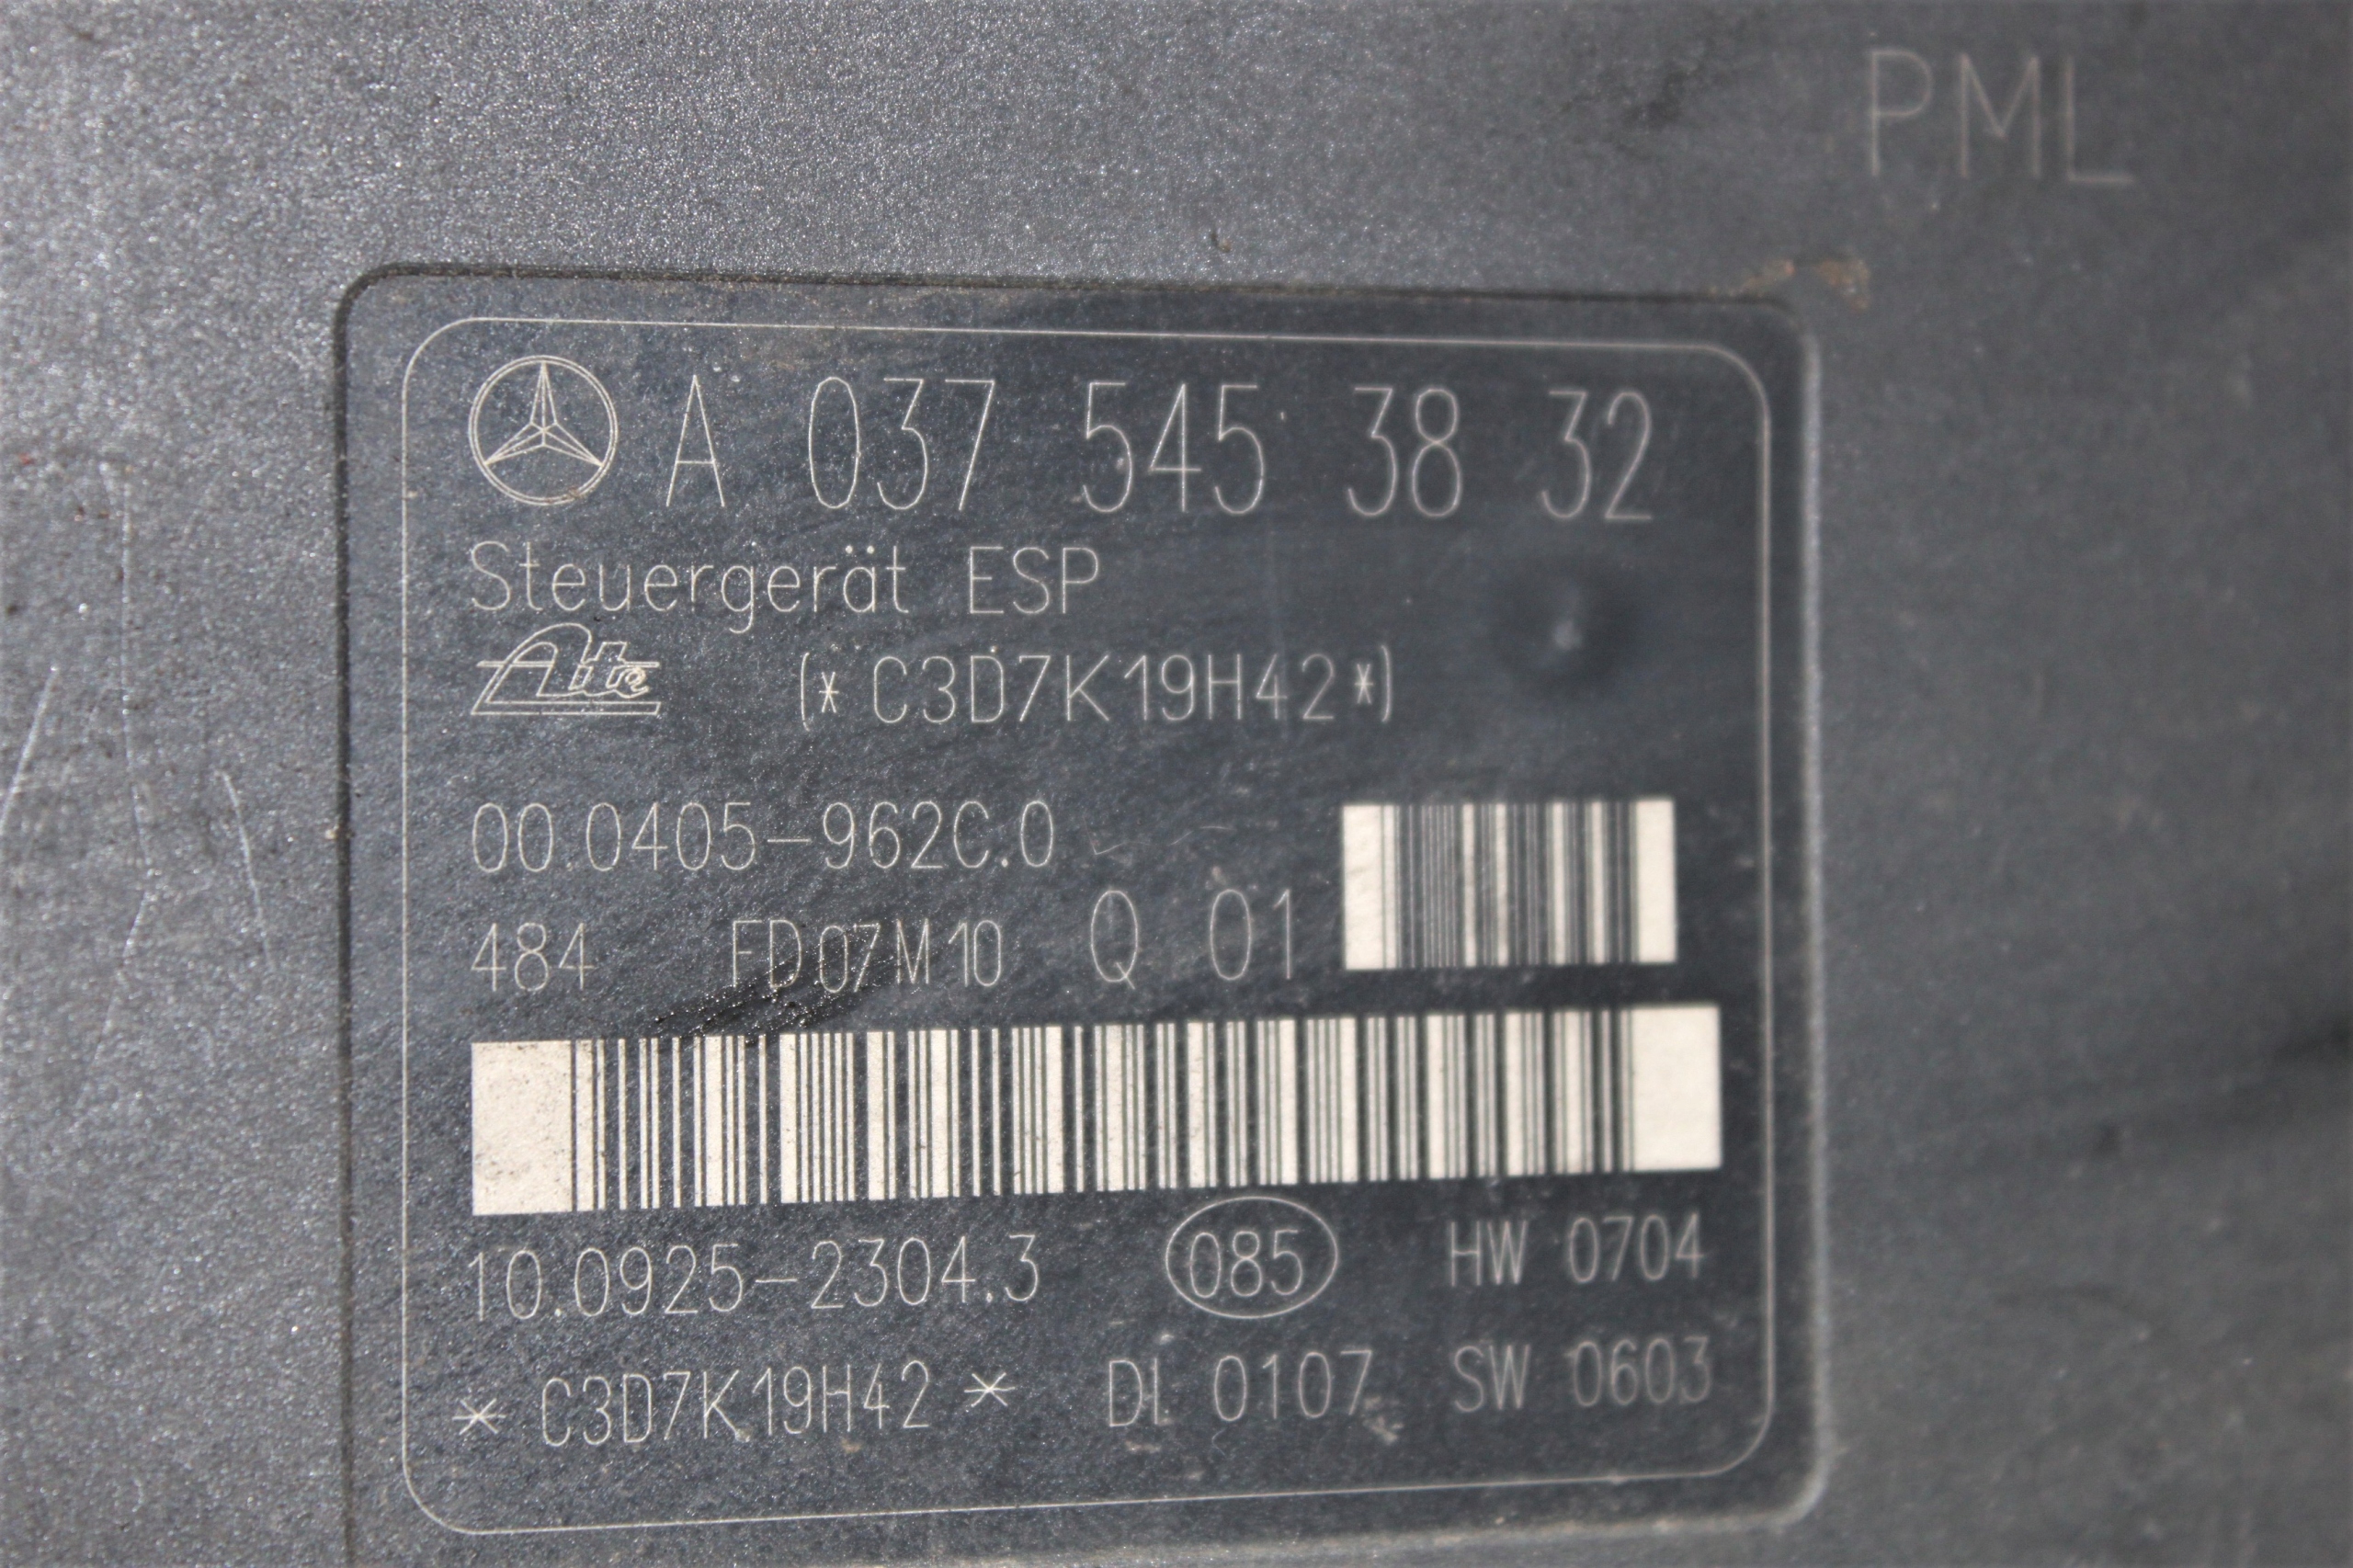 PML
A 037 545 38 32
Steuergerät ESP
Ate (* C3D7K19H42 *)
00.0405-962C.0
484 FD07M10 Q 01
10.0925-2304.3 085 HW 0704
* C3D7K19H42 * DL 0107 SW 0603